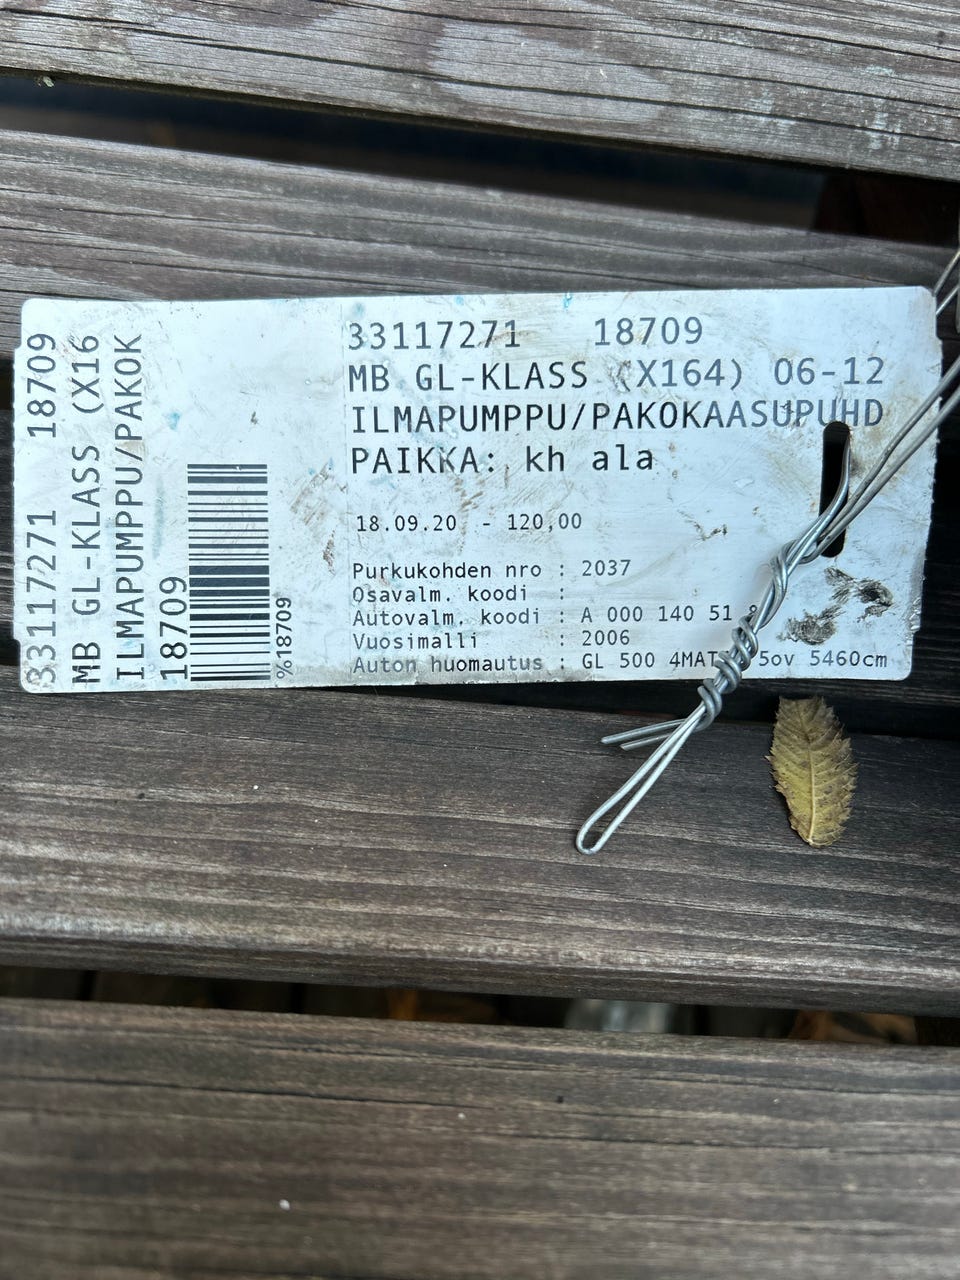 33117271 18709
MB GL-KLASS (X164) 06-12
ILMAPUMPPU/PAKOKAASUPUHD
PAIKKA: kh ala
18.09.20 - 120,00
Purkukohden nro : 2037
Osavalm. koodi :
Autovalm. koodi : A 000 140 51
Vuosimalli : 2006
Auton huomautus : GL 500 5ov 5460cm
33117271 18709
MB GL-KLASS (X16
ILMAPUMPPU/PAKOK
18709
%18709